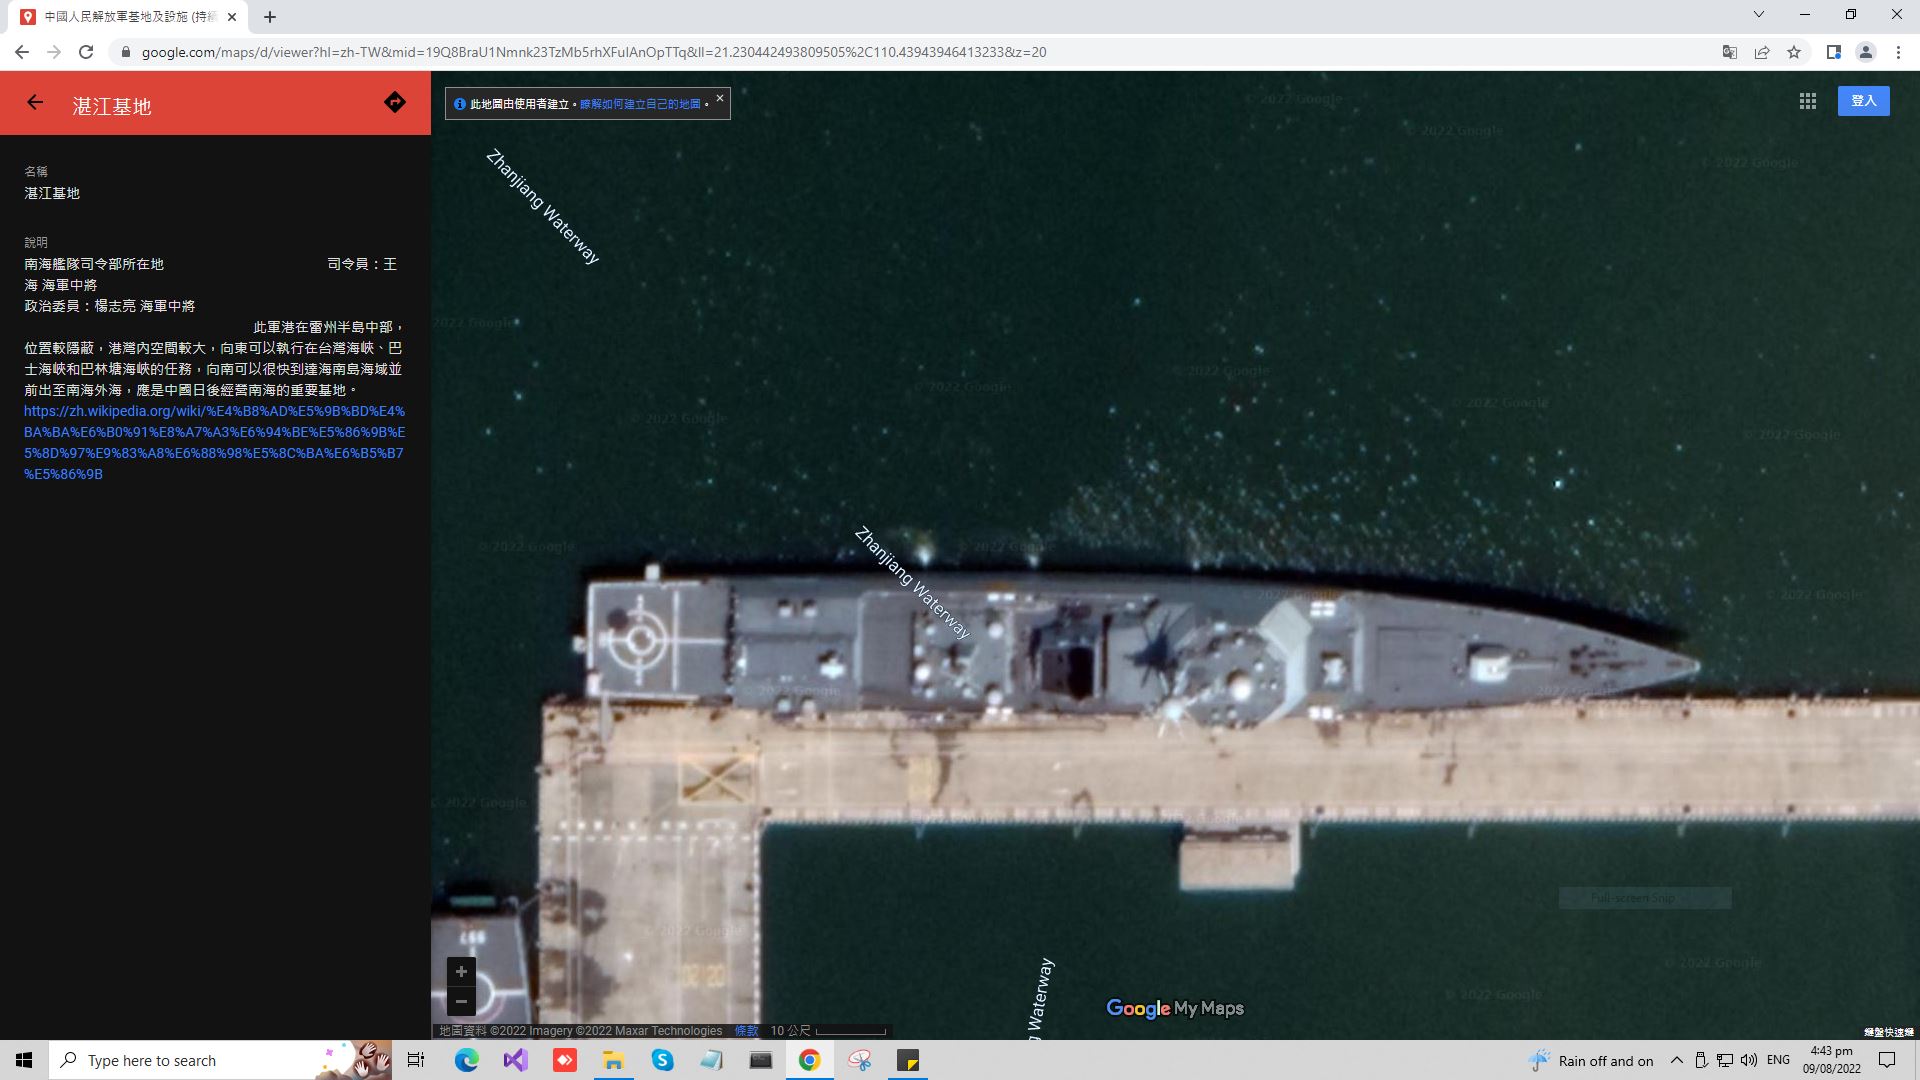 中國人民解放軍基地及設施 (持續
google.com/maps/d/viewer?hl=zh-TW&mid=19Q8BraU1Nmnk23TzMb5rhXFulAnOpTTq&ll=21.230442493809505%2C110.43943946413233&z=20
湛江基地
此地圖由使用者建立。瞭解如何建立自己的地圖。
登入
名稱
湛江基地
說明
南海艦隊司令部所在地 司令員：王
海 海軍中將
政治委員：楊志亮 海軍中將
此軍港在雷州半島中部，
位置較隱蔽，港灣內空間較大，向東可以執行在台灣海峽、巴
士海峽和巴林塘海峽的任務，向南可以很快到達海南島海域並
前出至南海外海，應是中國日後經營南海的重要基地。
https://zh.wikipedia.org/wiki/%E4%B8%AD%E5%9B%BD%E4%
BA%BA%E6%B0%91%E8%A7%A3%E6%94%BE%E5%86%9B%E
5%8D%97%E9%83%A8%E6%88%98%E5%8C%BA%E6%B5%B7
%E5%86%9B
Zhanjiang Waterway
Zhanjiang Waterway
g Waterway
© 2022 Google
Full-screen Snip
Google My Maps
地圖資料 ©2022 Imagery ©2022 Maxar Technologies 條款 10 公尺
鍵盤快速鍵
Type here to search
Rain off and on
ENG
4:43 pm
09/08/2022